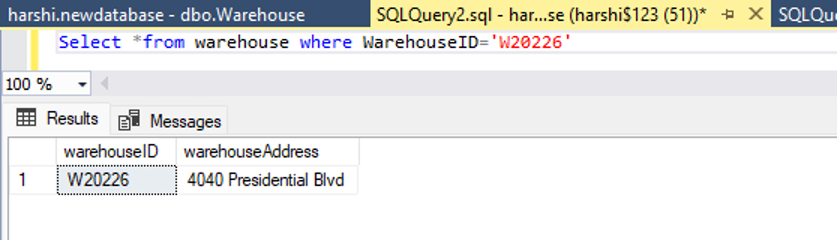 harshi.newdatabase - dbo.Warehouse SQLQuery2.sql - har...se (harshi$123 (51))* SQLQu
Select *from warehouse where WarehouseID='W20226'
100 %
Results Messages
warehouseID warehouseAddress
1 W20226 4040 Presidential Blvd